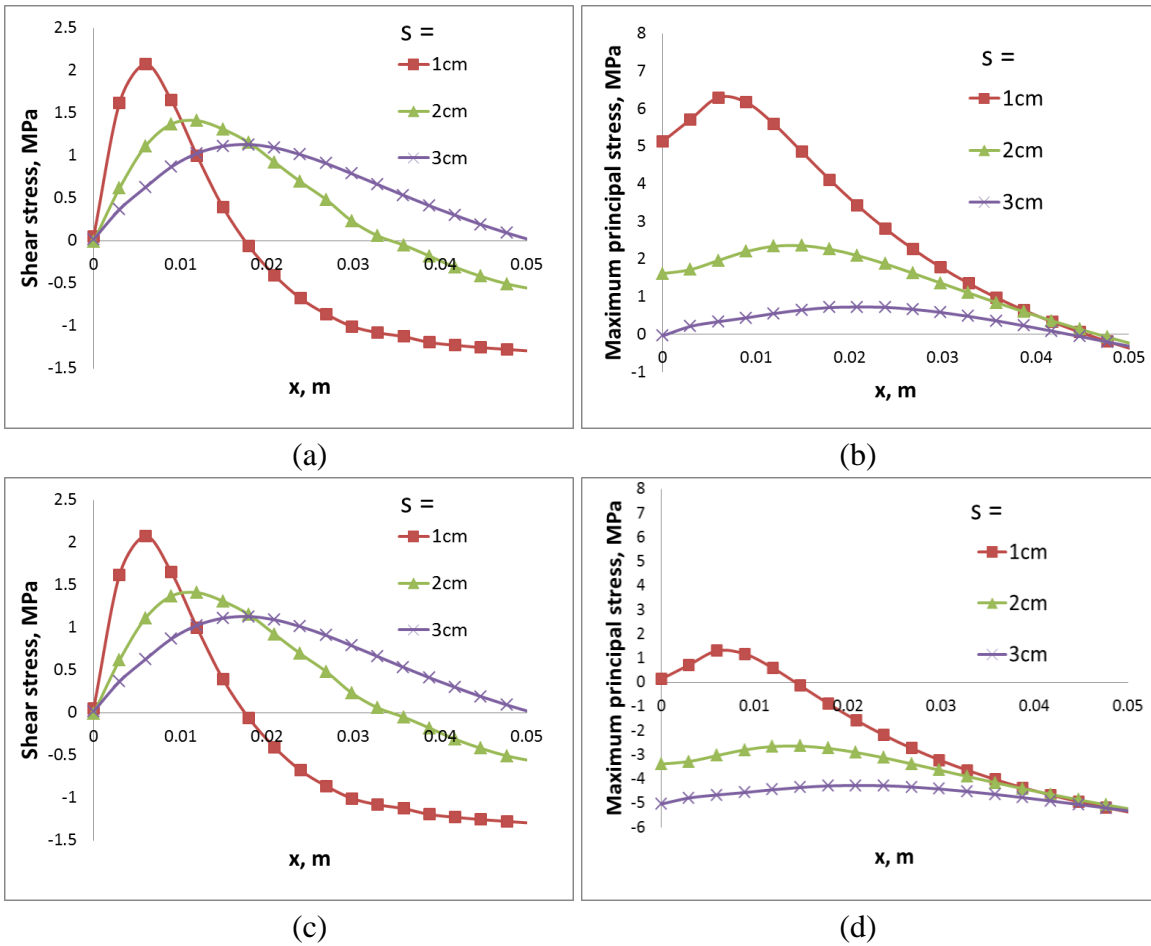 2.5
2
1.5
1
0.5
0
-0.5
-1
-1.5
0 0.01 0.02 0.03 0.04 0.05
Shear stress, MPa
x, m
s =
1cm
2cm
3cm
(a)
8
7
6
5
4
3
2
1
0
-1
0 0.01 0.02 0.03 0.04 0.05
Maximum principal stress, MPa
x, m
s =
1cm
2cm
3cm
(b)
2.5
2
1.5
1
0.5
0
-0.5
-1
-1.5
0 0.01 0.02 0.03 0.04 0.05
Shear stress, MPa
x, m
s =
1cm
2cm
3cm
(c)
8
7
6
5
4
3
2
1
0
-1
-2
-3
-4
-5
-6
0 0.01 0.02 0.03 0.04 0.05
Maximum principal stress, MPa
x, m
s =
1cm
2cm
3cm
(d)